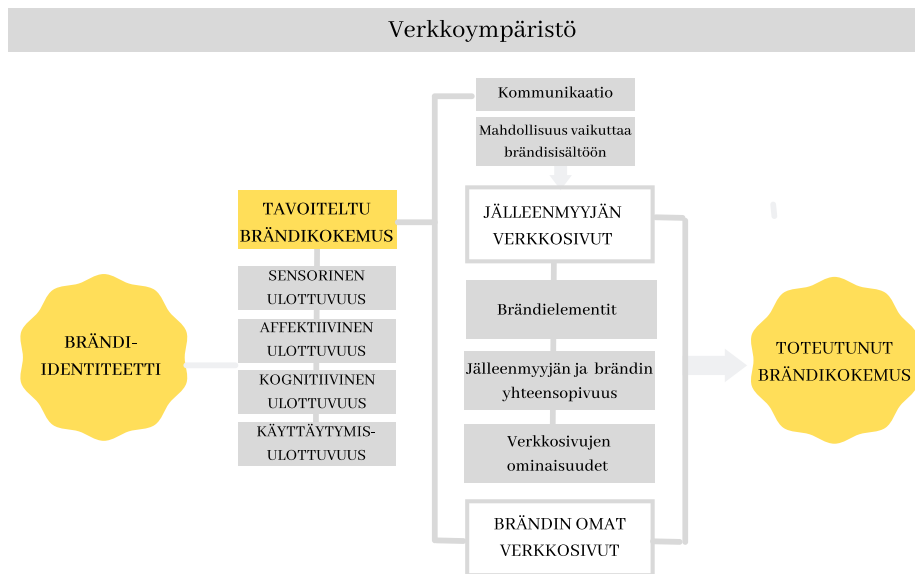 Verkkoympäristö
BRÄNDI-
IDENTITEETTI
TAVOITELTU
BRÄNDIKOKEMUS
SENSORINEN
ULOTTUVUUS
AFFEKTIIVINEN
ULOTTUVUUS
KOGNITIIVINEN
ULOTTUVUUS
KÄYTTÄYTYMIS-
ULOTTUVUUS
Kommunikaatio
Mahdollisuus vaikuttaa
brändisisältöön
JÄLLEENMYYJÄN
VERKKOSIVUT
Brändielementit
Jälleenmyyjän ja brändin
yhteensopivuus
Verkkosivujen
ominaisuudet
BRÄNDIN OMAT
VERKKOSIVUT
TOTEUTUNUT
BRÄNDIKOKEMUS